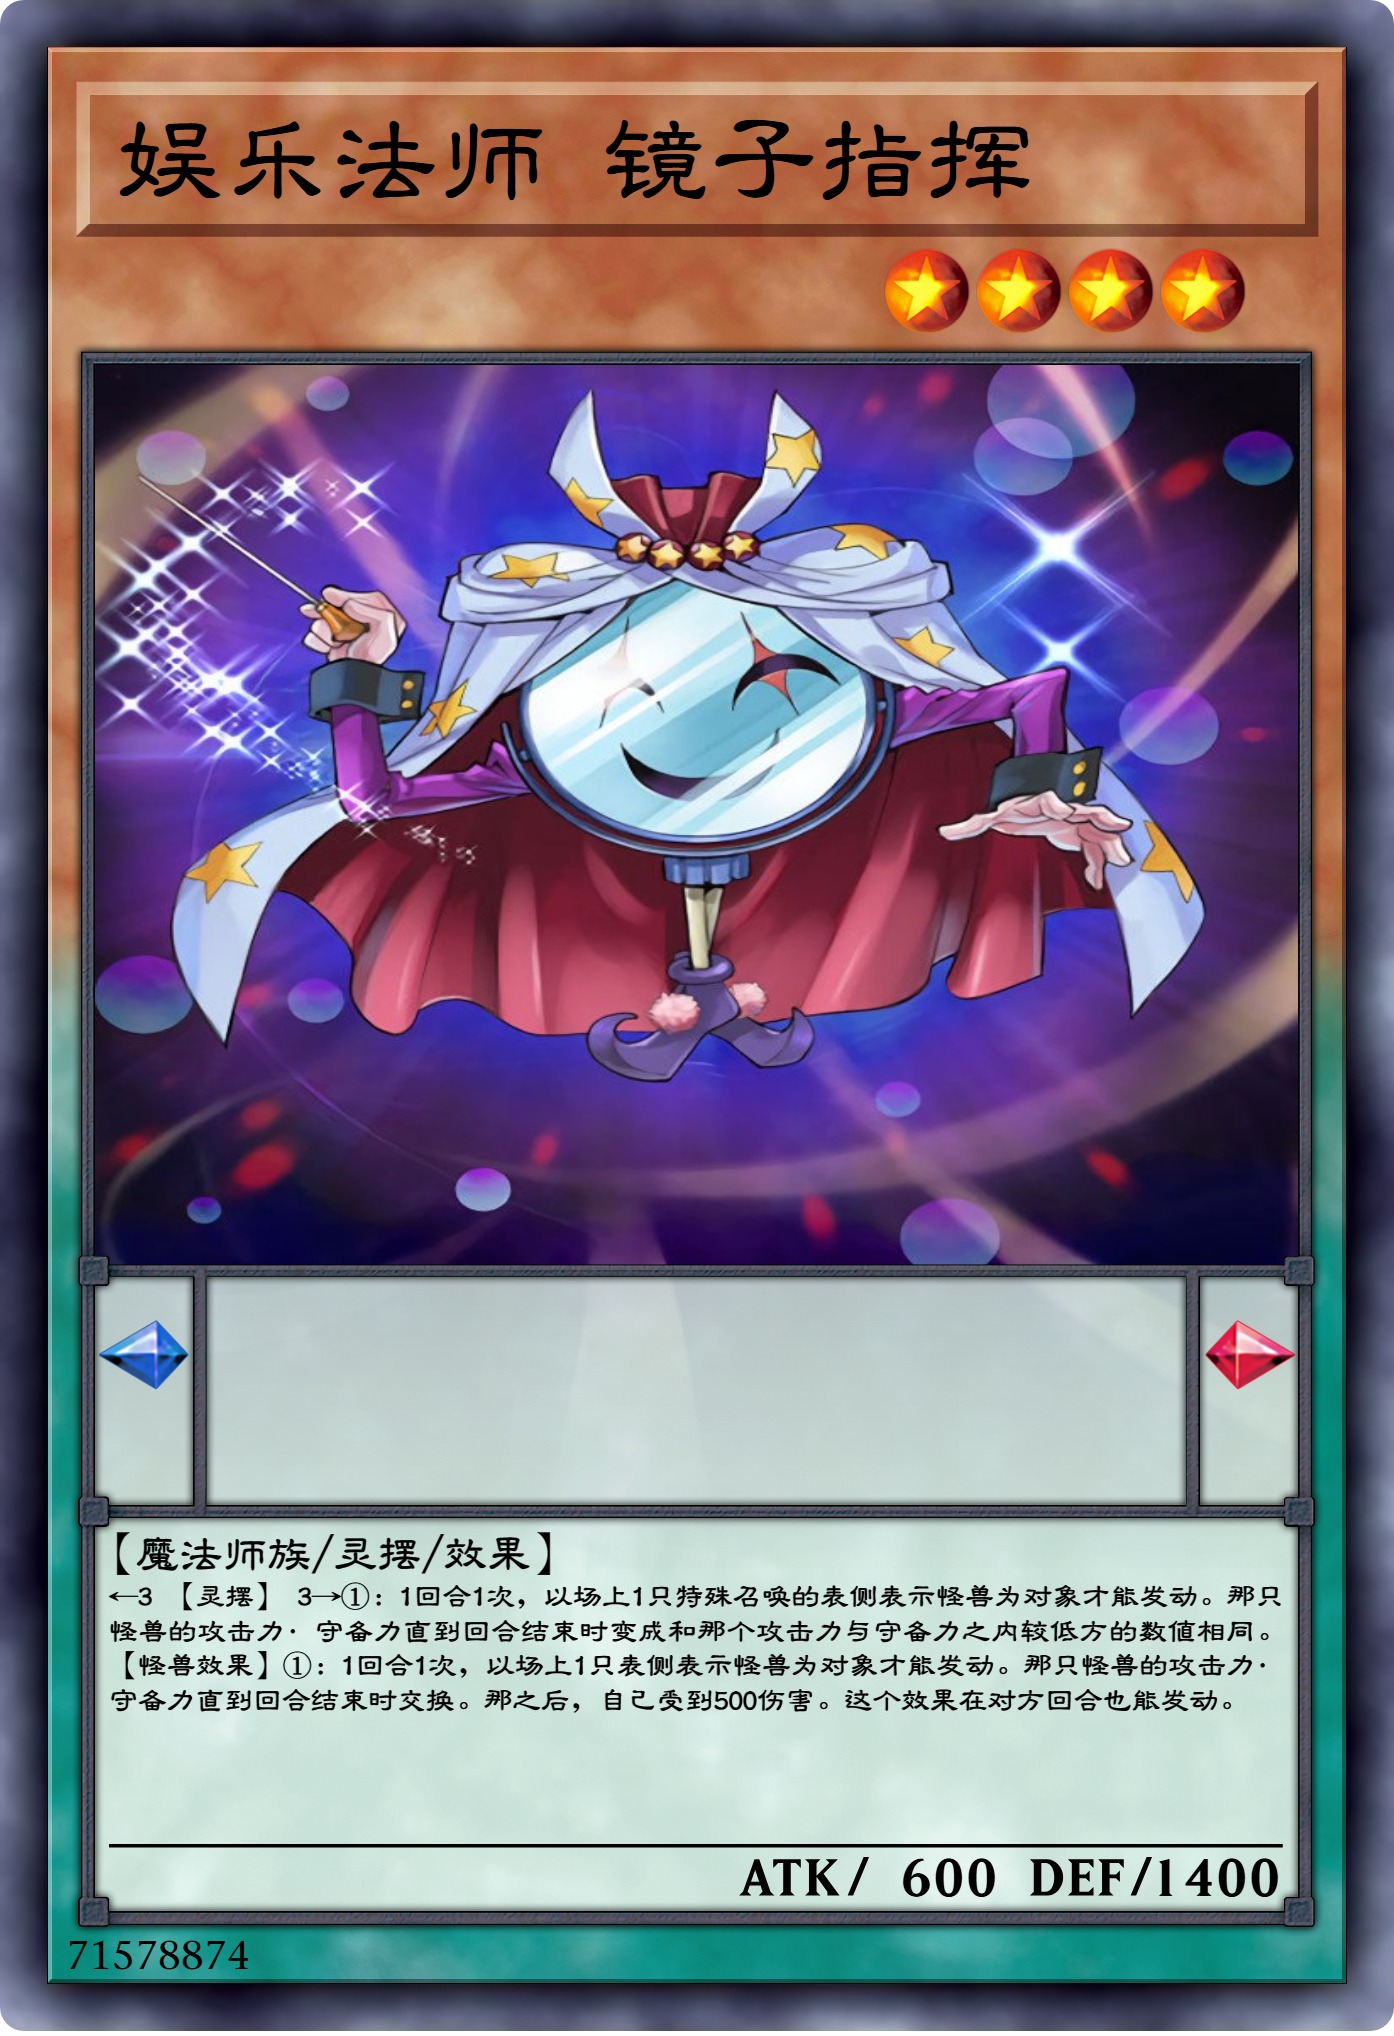 娱乐法师 镜子指挥
【魔法师族/灵摆/效果】
←3 【灵摆】 3→①：1回合1次，以场上1只特殊召唤的表侧表示怪兽为对象才能发动。那只
怪兽的攻击力·守备力直到回合结束时变成和那个攻击力与守备力之内较低方的数值相同。
【怪兽效果】①：1回合1次，以场上1只表侧表示怪兽为对象才能发动。那只怪兽的攻击力·
守备力直到回合结束时交换。那之后，自己受到500伤害。这个效果在对方回合也能发动。
ATK/ 600 DEF/1400
71578874